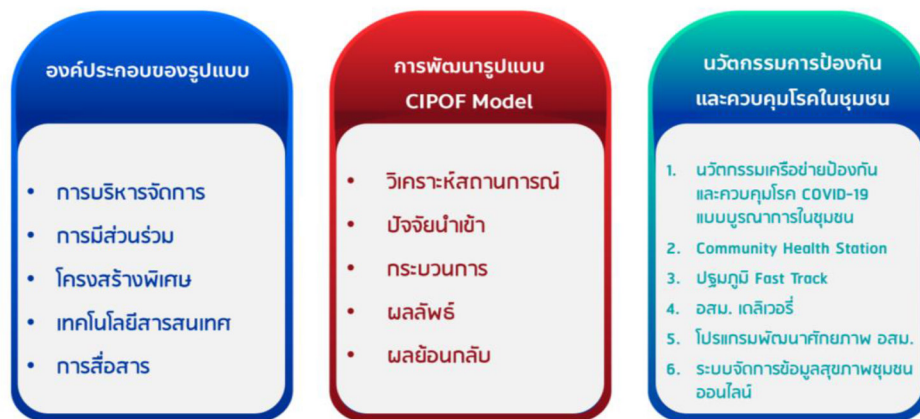 องค์ประกอบของรูปแบบ
• การบริหารจัดการ
• การมีส่วนร่วม
• โครงสร้างพิเศษ
• เทคโนโลยีสารสนเทศ
• การสื่อสาร
การพัฒนารูปแบบ
CIPOF Model
• วิเคราะห์สถานการณ์
• ปัจจัยนำเข้า
• กระบวนการ
• ผลลัพธ์
• ผลย้อนกลับ
นวัตกรรมการป้องกัน
และควบคุมโรคในชุมชน
1. นวัตกรรมเครือข่ายป้องกัน
และควบคุมโรค COVID-19
แบบบูรณาการในชุมชน
2. Community Health Station
3. ปฐมภูมิ Fast Track
4. อสม. เดลิเวอรี่
5. โปรแกรมพัฒนาศักยภาพ อสม.
6. ระบบจัดการข้อมูลสุขภาพชุมชน
ออนไลน์